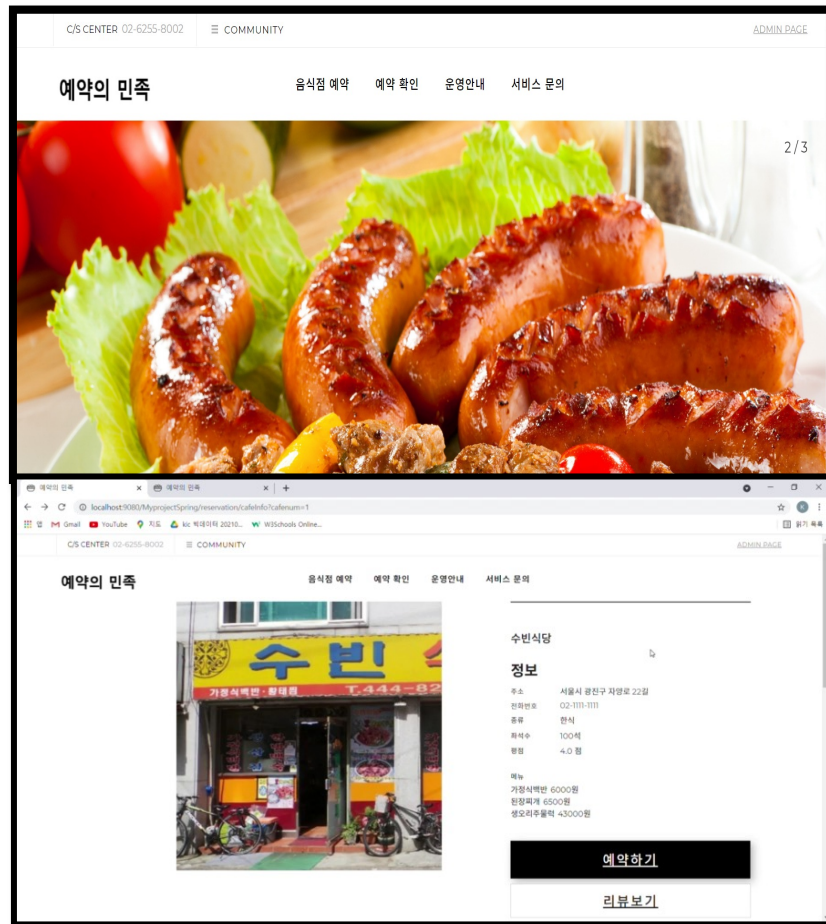 C/S CENTER 02-6255-8002
☰ COMMUNITY
ADMIN PAGE
예약의 민족
음식점 예약 예약 확인 운영안내 서비스 문의
2 / 3
예약의 민족 × 예약의 민족 × +
localhost:9080/MyprojectSpring/reservation/cafeInfo?cafenum=1
앱 Gmail YouTube 지도 kic 빅데이터 20210... W3Schools Online... 읽기 목록
C/S CENTER 02-6255-8002
☰ COMMUNITY
ADMIN PAGE
예약의 민족
음식점 예약 예약 확인 운영안내 서비스 문의
수빈
가정식백반·황태찜
T.444-82
수빈식당
정보
주소 서울시 광진구 자양로 22길
전화번호 02-1111-1111
종류 한식
좌석수 100석
평점 4.0 점
메뉴
가정식백반 6000원
된장찌개 6500원
생오리주물럭 43000원
예약하기
리뷰보기